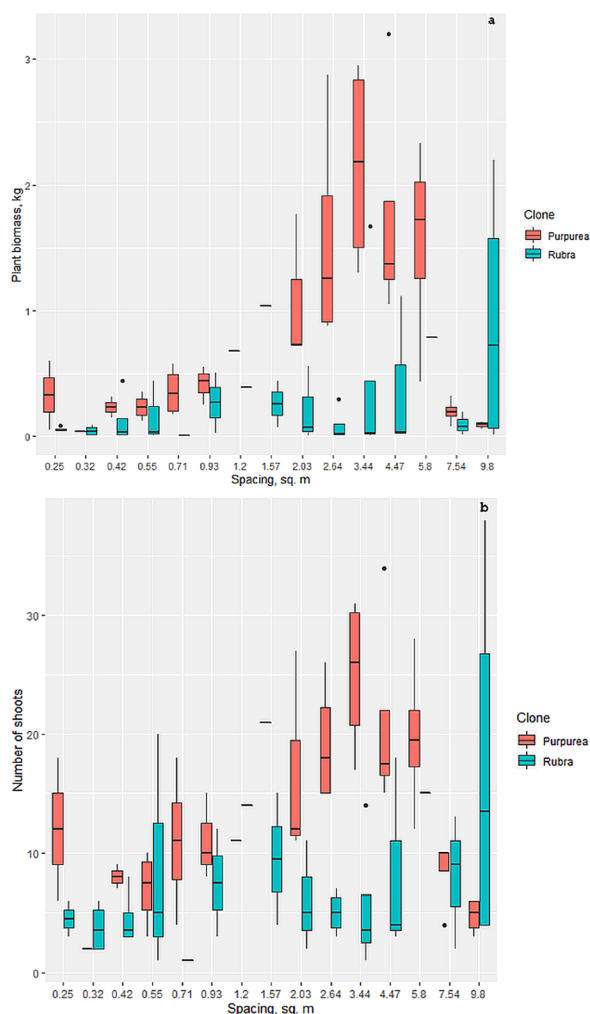 a
3
2
1
0
Plant biomass, kg
0.25 0.32 0.42 0.55 0.71 0.93 1.2 1.57 2.03 2.64 3.44 4.47 5.8 7.54 9.8
Spacing, sq. m
Clone
Purpurea
Rubra
b
30
20
10
0
Number of shoots
0.25 0.32 0.42 0.55 0.71 0.93 1.2 1.57 2.03 2.64 3.44 4.47 5.8 7.54 9.8
Spacing, sq. m
Clone
Purpurea
Rubra